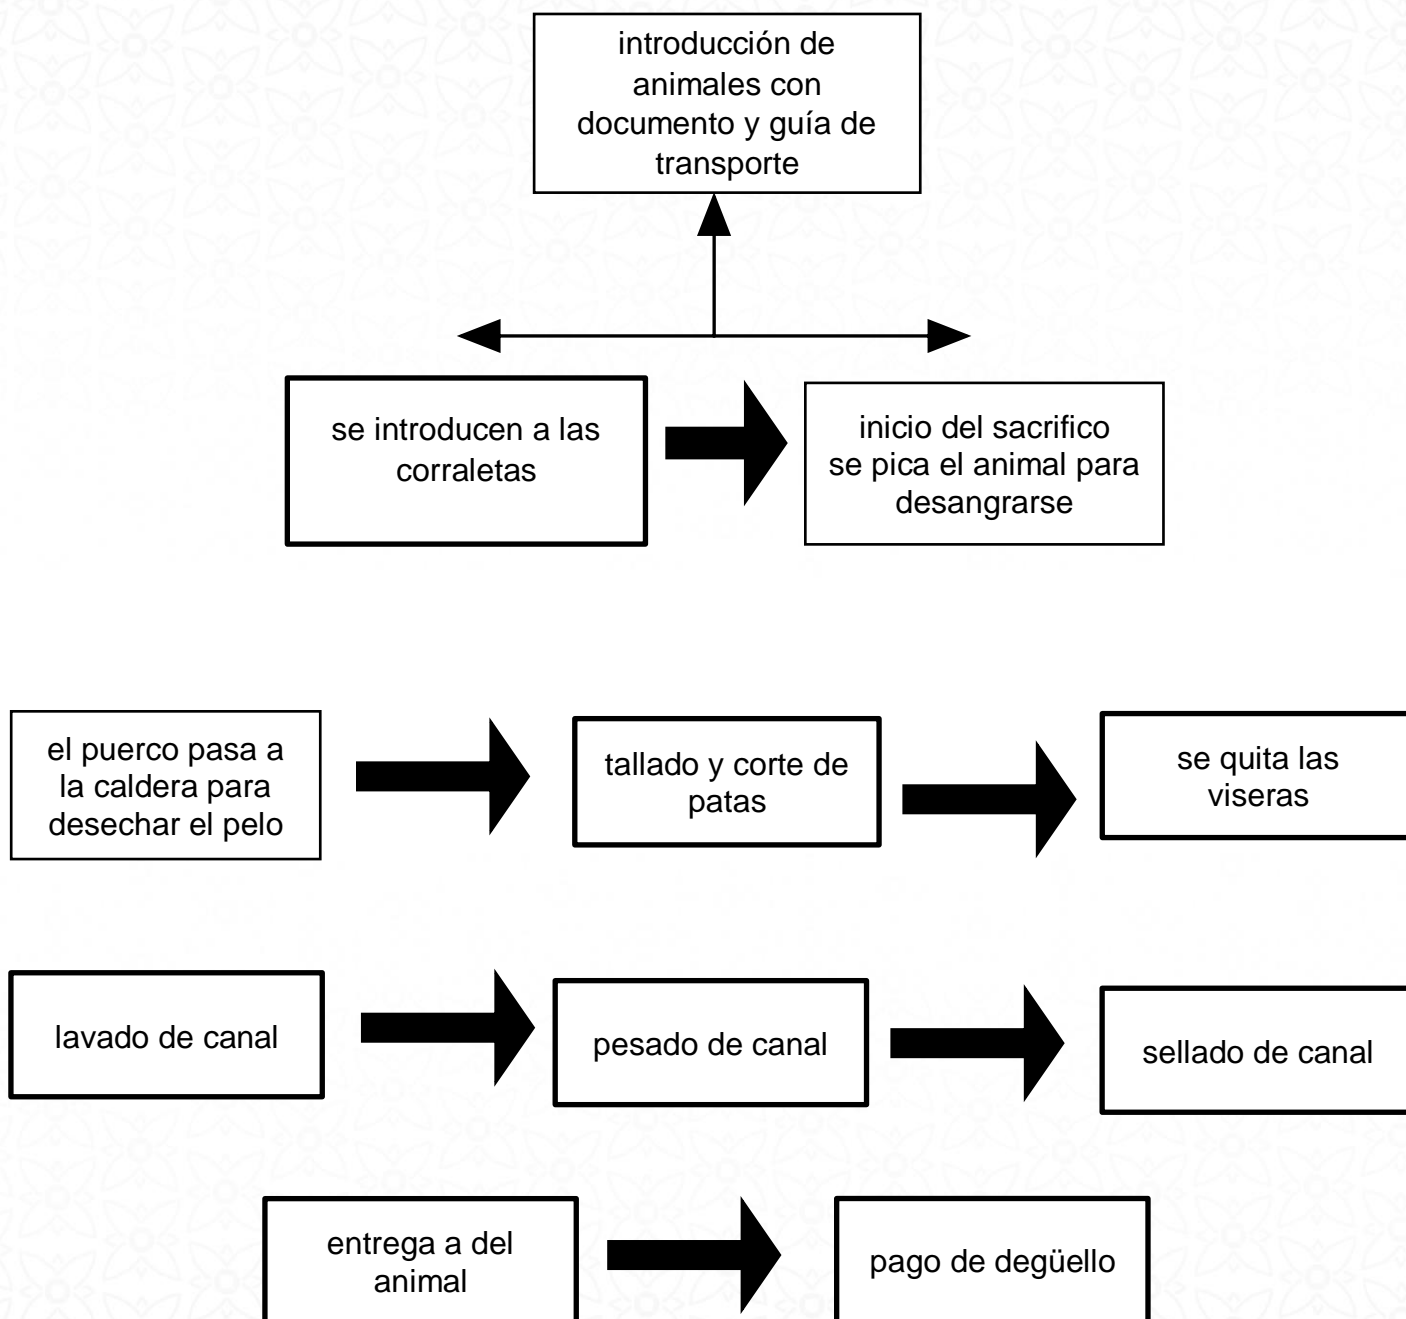 introducción de
animales con
documento y guía de
transporte
se introducen a las
corraletas
inicio del sacrifico
se pica el animal para
desangrarse
el puerco pasa a
la caldera para
desechar el pelo
tallado y corte de
patas
se quita las
viseras
lavado de canal
pesado de canal
sellado de canal
entrega a del
animal
pago de degüello